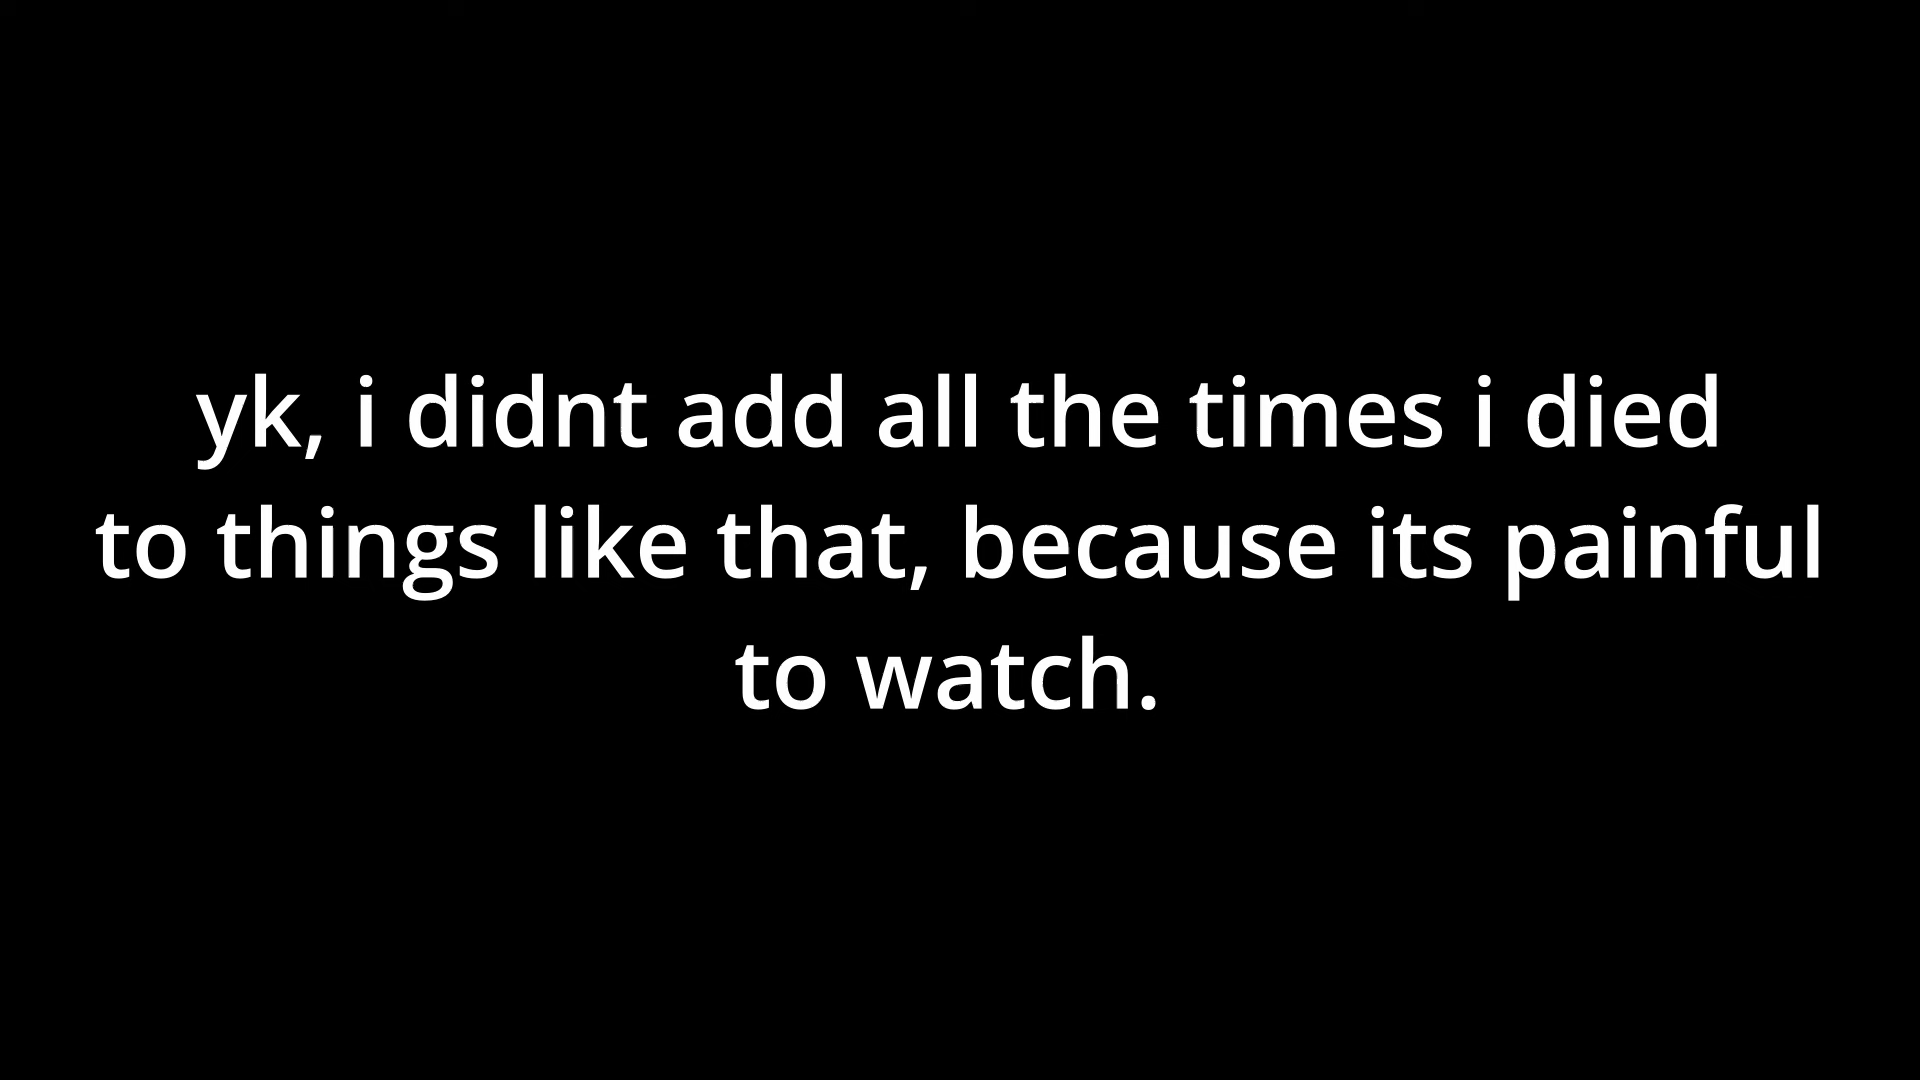 yk, i didnt add all the times i died
to things like that, because its painful
to watch.